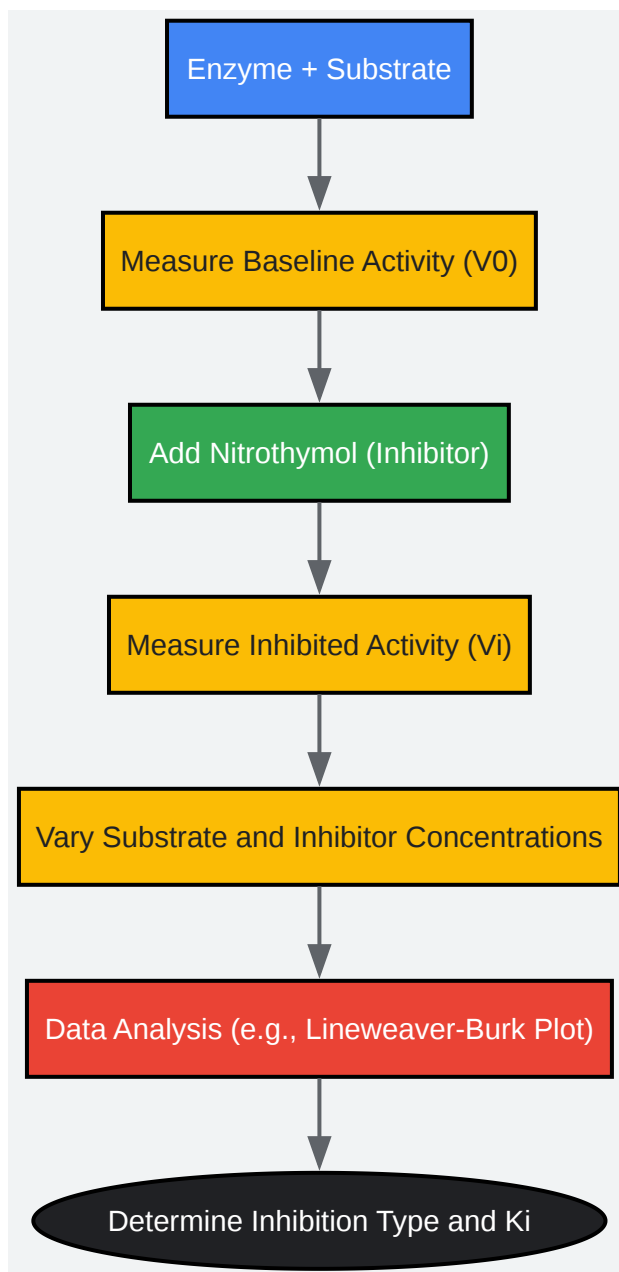 Enzyme + Substrate
Measure Baseline Activity (V0)
Add Nitrothymol (Inhibitor)
Measure Inhibited Activity (Vi)
Vary Substrate and Inhibitor Concentrations
Data Analysis (e.g., Lineweaver-Burk Plot)
Determine Inhibition Type and Ki